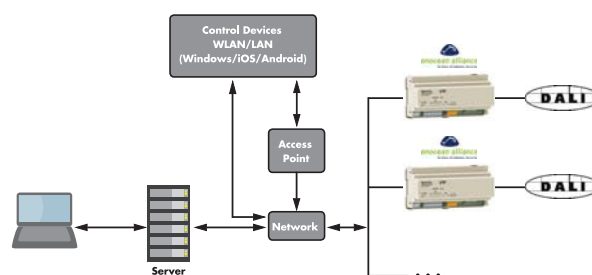 Control Devices
WLAN/LAN
(Windows/iOS/Android)
enocean alliance
DALI
Access
Point
enocean alliance
DALI
Network
Server
...